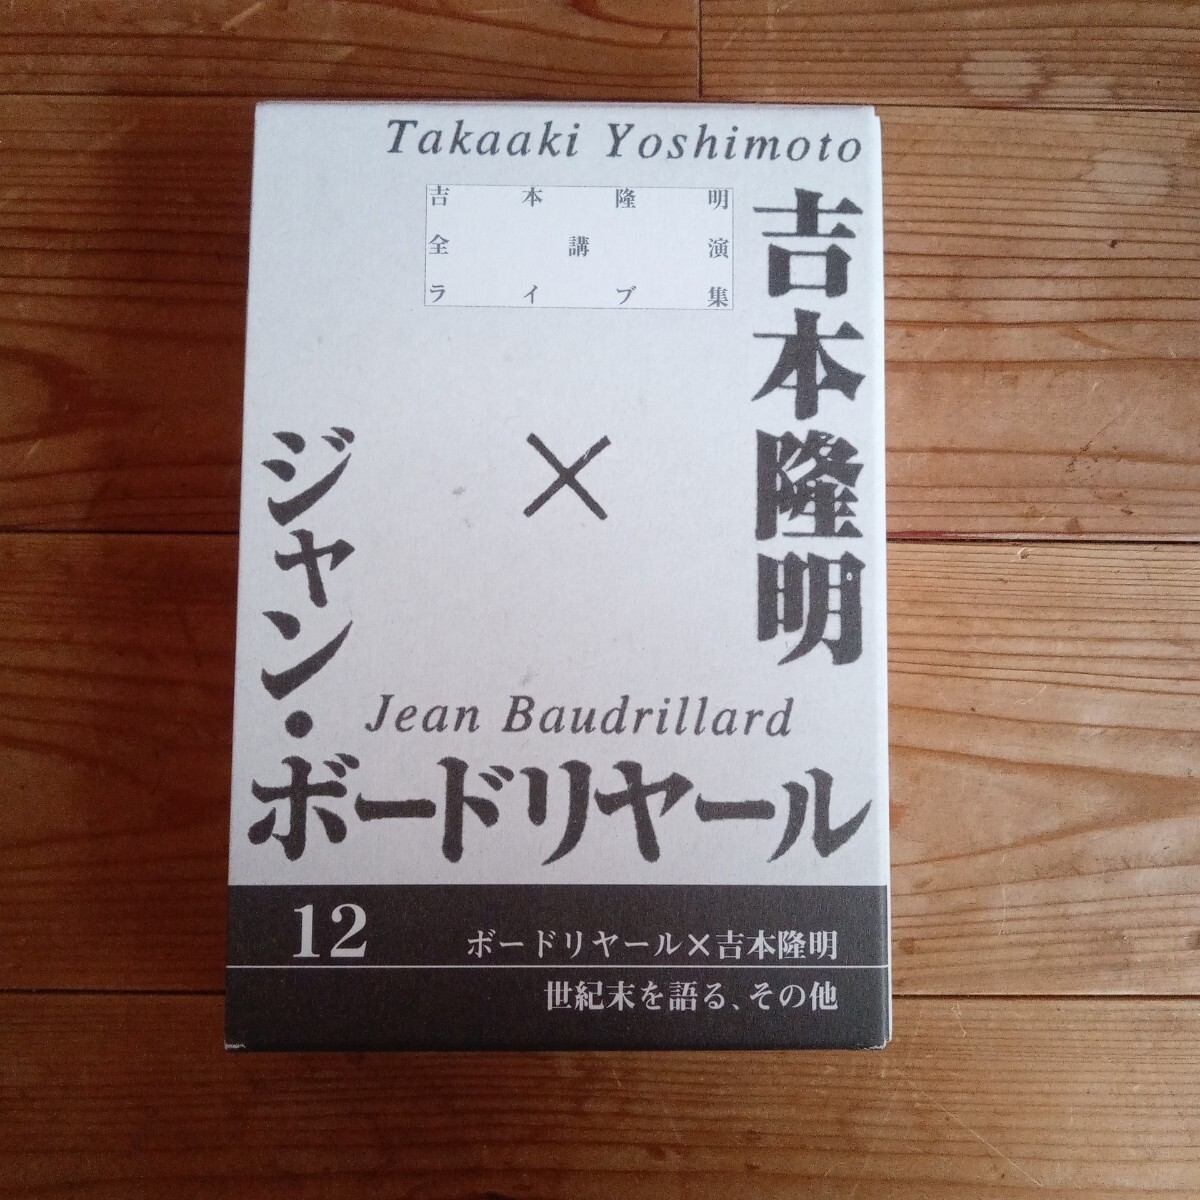 Takaaki Yoshimoto
吉本隆明
全講演
ライブ集
吉本隆明
×
ジャン・
Jean Baudrillard
ボードリヤール
12
ボードリヤール×吉本隆明
世紀末を語る、その他